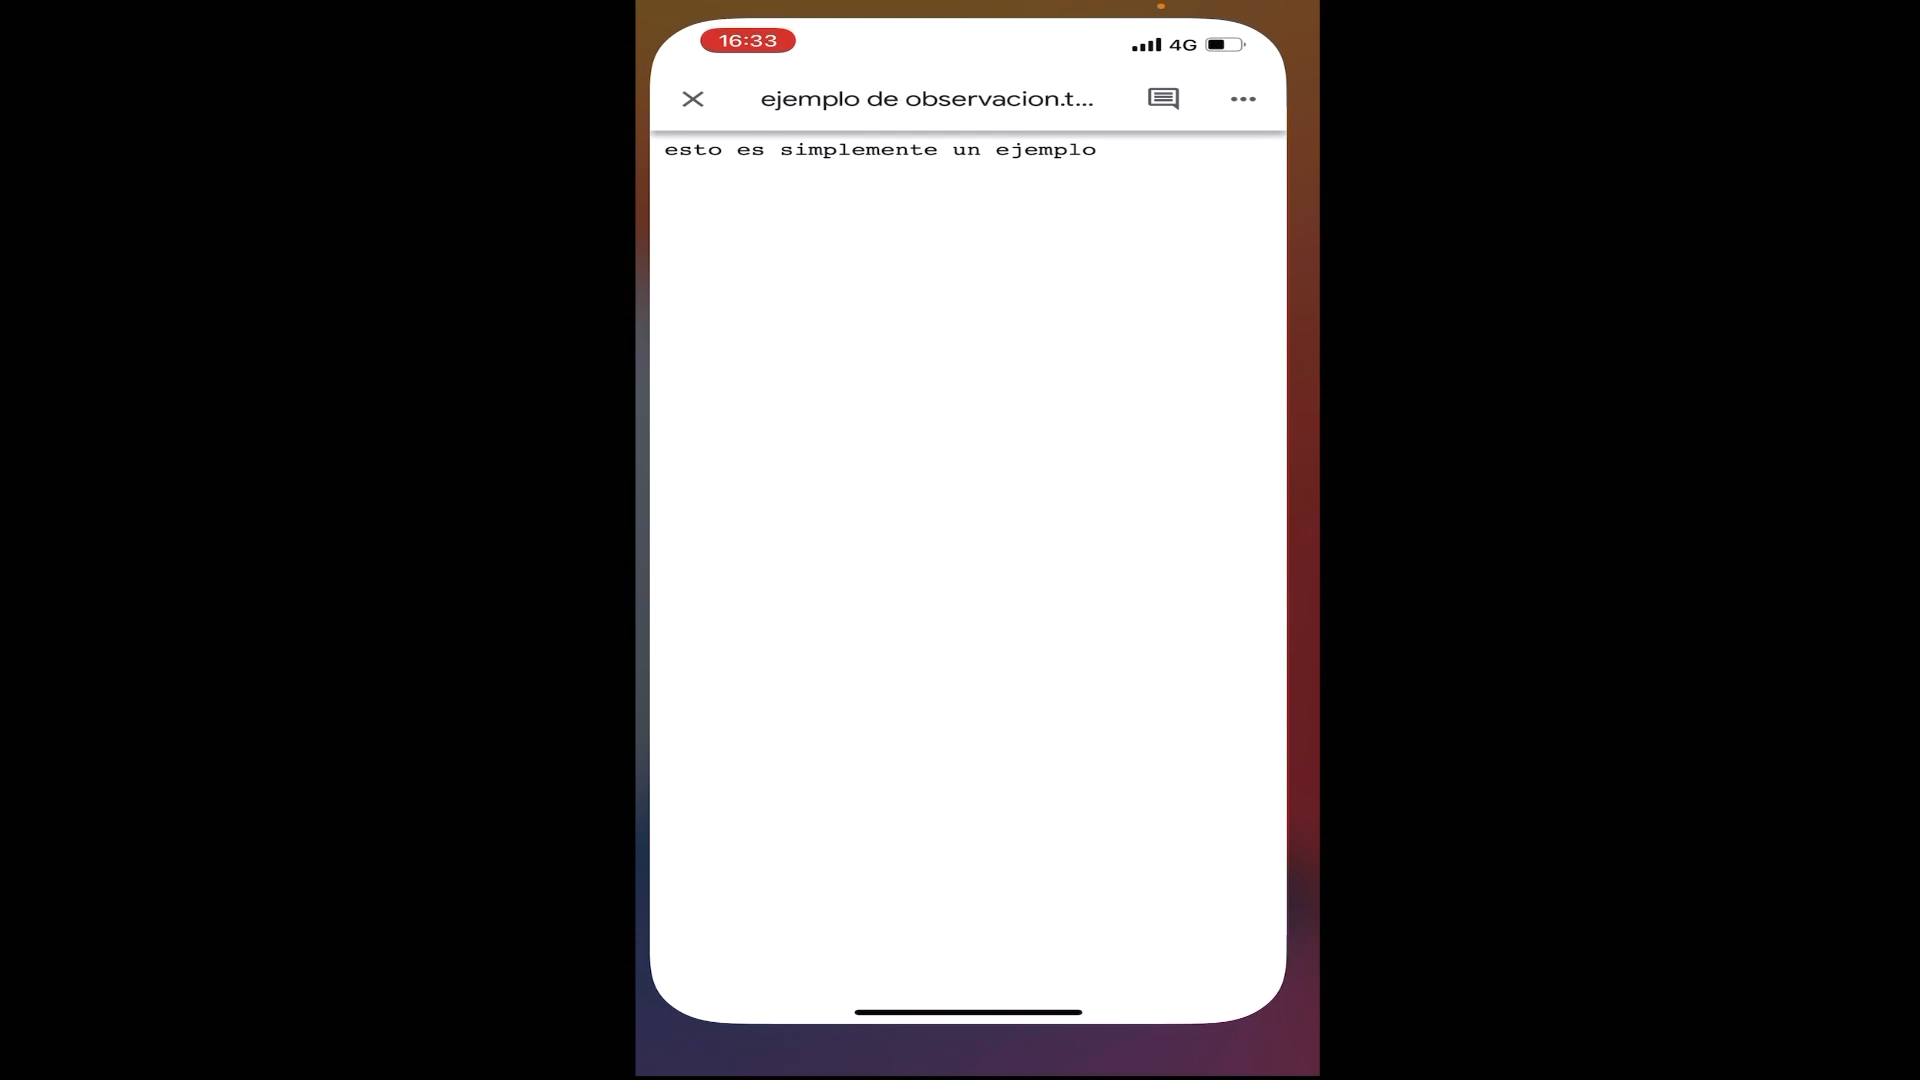 16:33
4G
ejemplo de observacion.t...
esto es simplemente un ejemplo